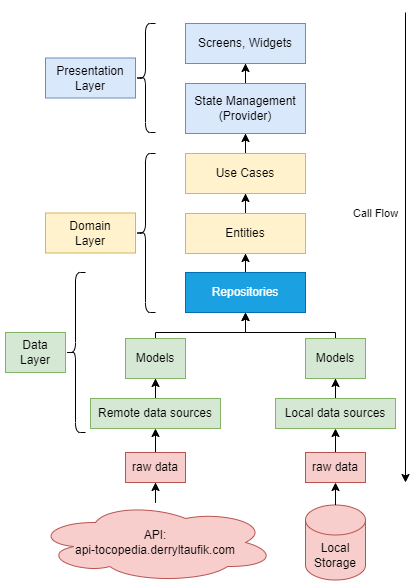 Screens, Widgets
Presentation
Layer
State Management
(Provider)
Use Cases
Domain
Layer
Entities
Call Flow
Repositories
Data
Layer
Models
Models
Remote data sources
Local data sources
raw data
raw data
API:
api-tocopedia.derryltaufik.com
Local
Storage